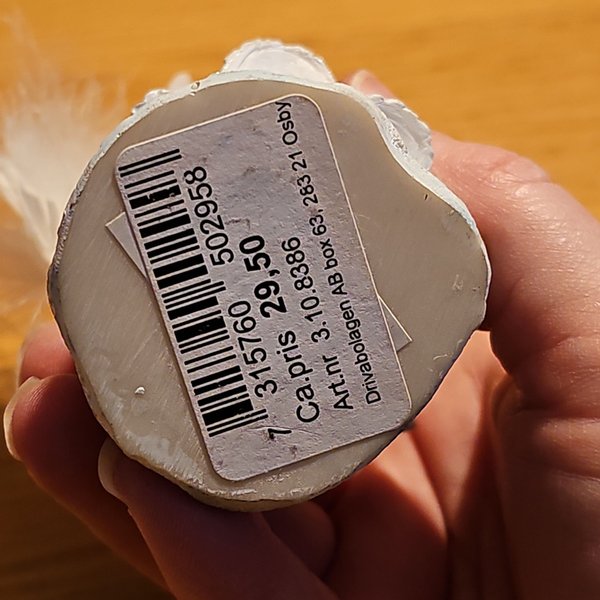 7 315760 502958
Ca.pris 29,50
Art.nr 3.10.8386
Drivabolagen AB box 63, 283 21 Osby